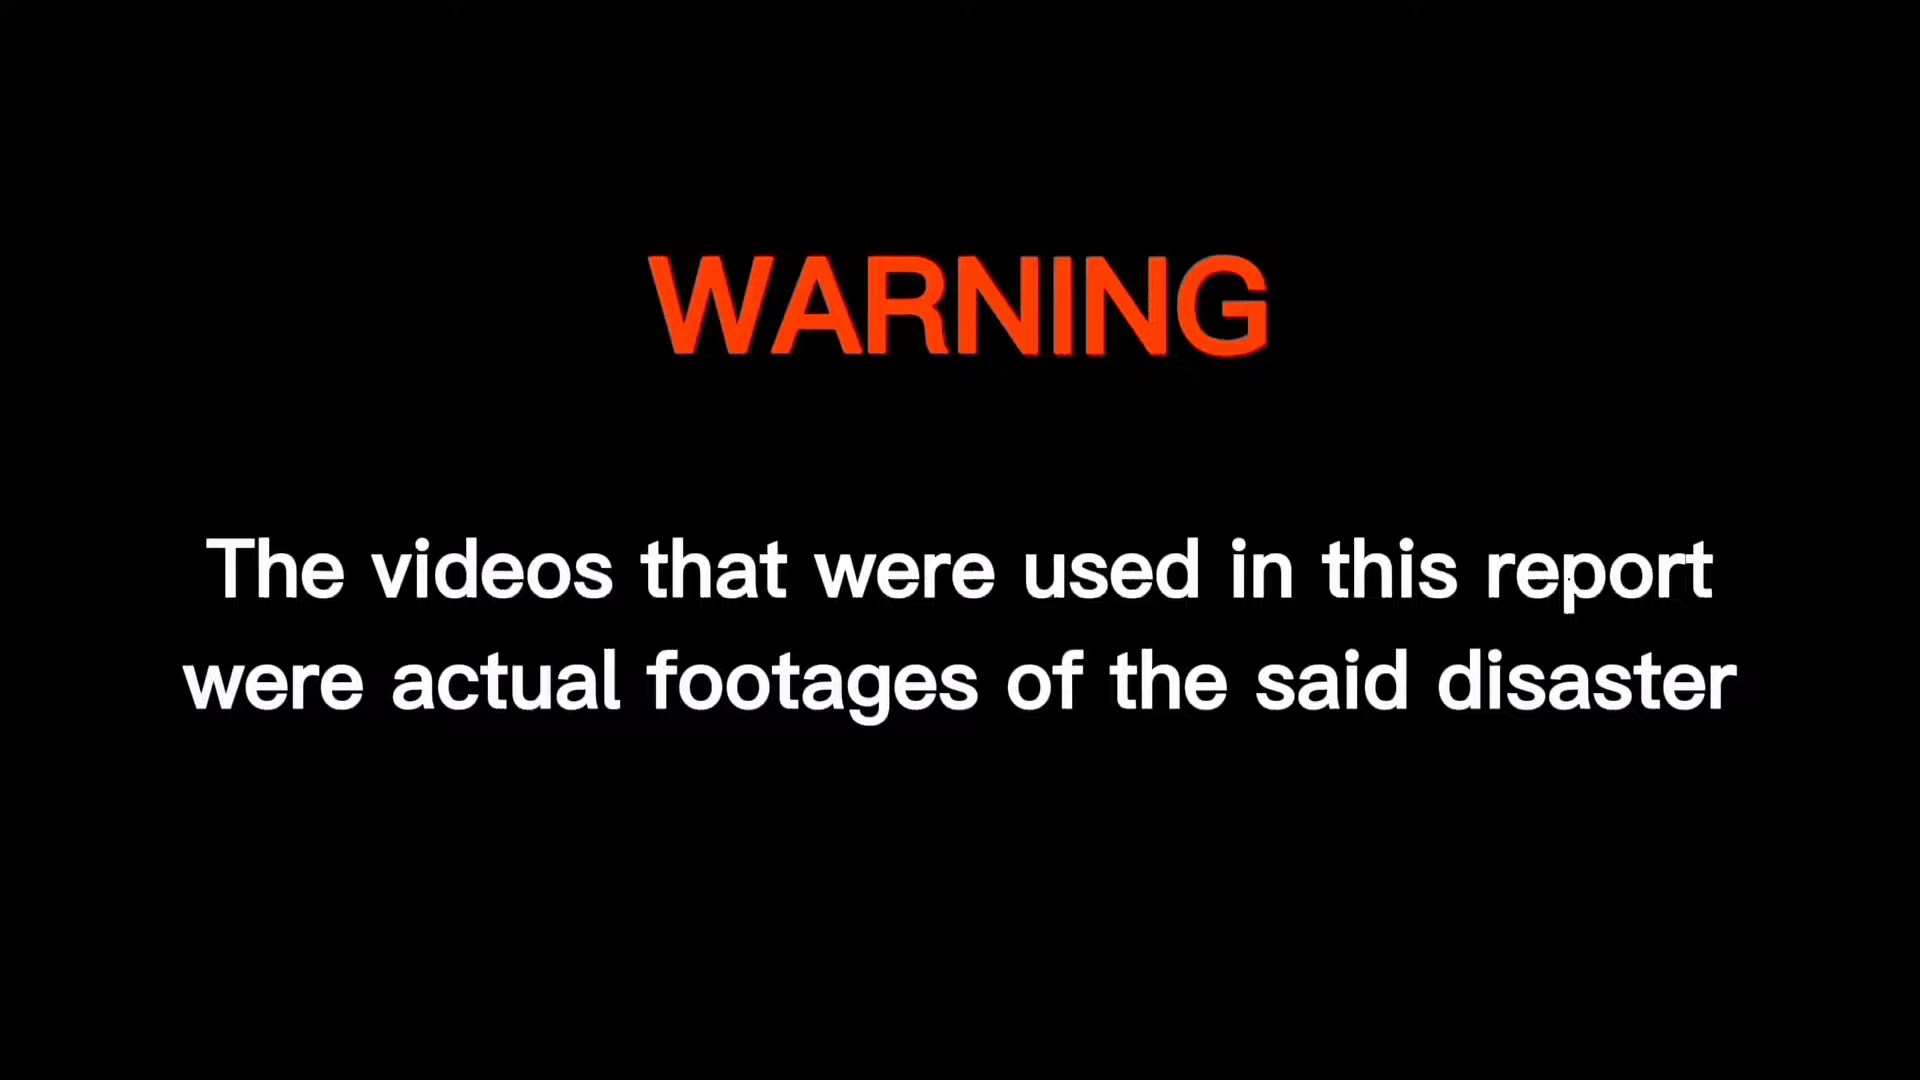 WARNING
The videos that were used in this report
were actual footages of the said disaster